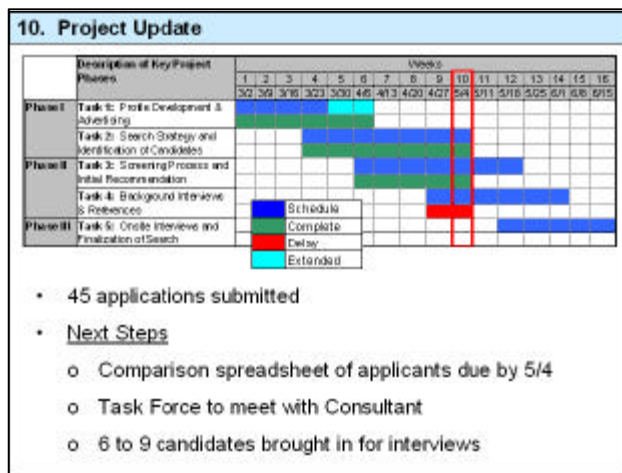 10. Project Update
Description of Key Project Weeks
Phases 1 2 3 4 5 6 7 8 9 10 11 12 13 14 15 16
3/2 3/9 3/16 3/23 3/30 4/6 4/13 4/20 4/27 5/4 5/11 5/18 5/25 6/1 6/8 6/15
Phase I Task 1: Profile Development &
Advertising
Task 2: Search Strategy and
Identification of Candidates
Phase II Task 3: Screening Process and
Initial Recommendation
Task 4: Background Interviews
& References
Phase III Task 5: Onsite Interviews and
Finalization of Search
Schedule
Complete
Delay
Extended
• 45 applications submitted
• Next Steps
o Comparison spreadsheet of applicants due by 5/4
o Task Force to meet with Consultant
o 6 to 9 candidates brought in for interviews